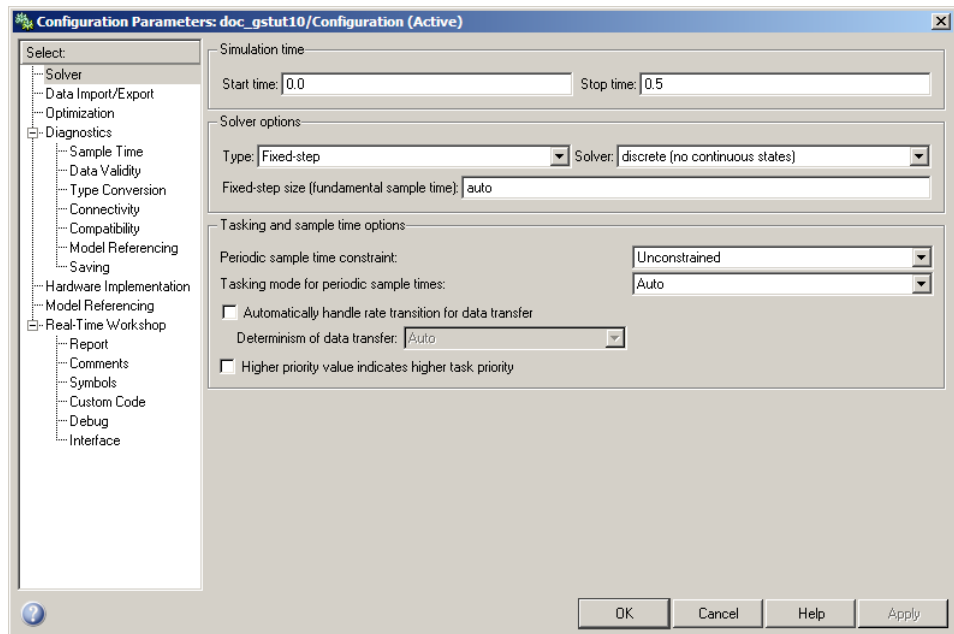 Configuration Parameters: doc_gstut10/Configuration (Active)
Select:
Solver
Data Import/Export
Optimization
Diagnostics
Sample Time
Data Validity
Type Conversion
Connectivity
Compatibility
Model Referencing
Saving
Hardware Implementation
Model Referencing
Real-Time Workshop
Report
Comments
Symbols
Custom Code
Debug
Interface
Simulation time
Start time: 0.0 Stop time: 0.5
Solver options
Type: Fixed-step Solver: discrete (no continuous states)
Fixed-step size (fundamental sample time): auto
Tasking and sample time options
Periodic sample time constraint: Unconstrained
Tasking mode for periodic sample times: Auto
Automatically handle rate transition for data transfer
Determinism of data transfer: Auto
Higher priority value indicates higher task priority
OK Cancel Help Apply